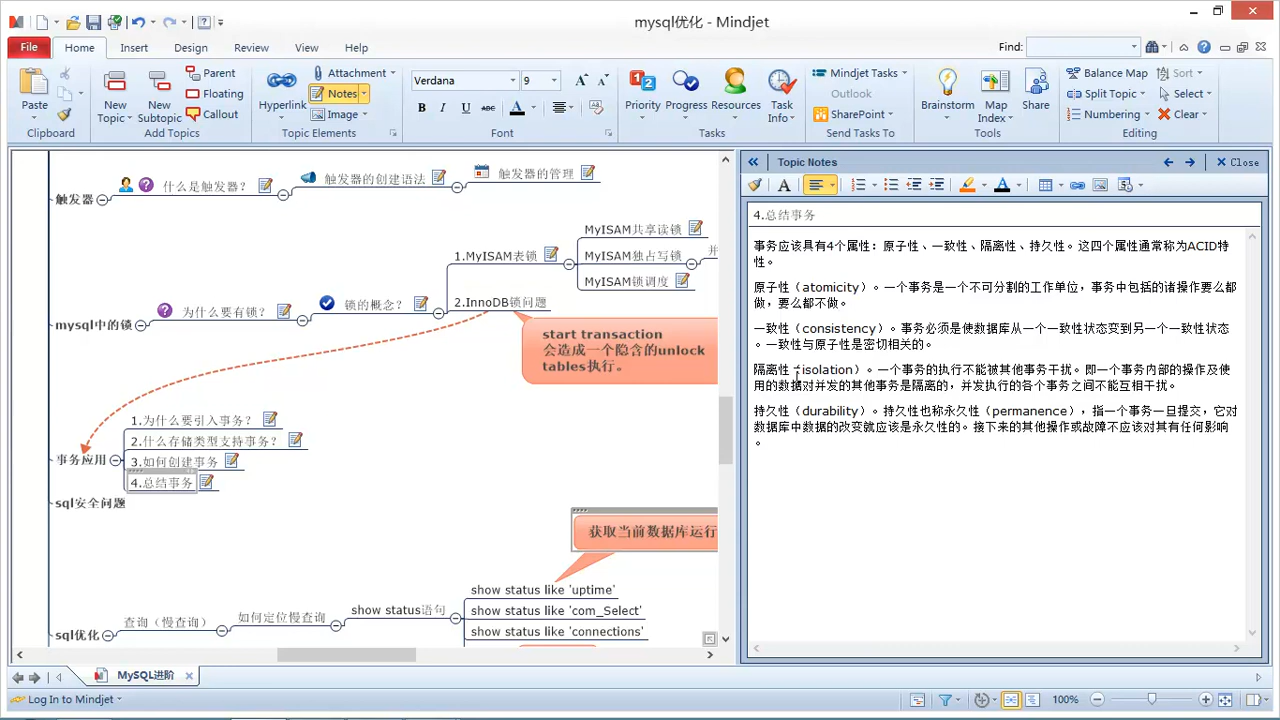 mysql优化 - Mindjet
File Home Insert Design Review View Help Find:
Paste
Clipboard
New Topic
New Subtopic
Parent
Floating
Callout
Add Topics
Hyperlink
Attachment
Notes
Image
Topic Elements
Verdana 9
B I U abc A
Font
Priority Progress Resources Task Info
Tasks
Mindjet Tasks
Outlook
SharePoint
Send Tasks To
Brainstorm Map Index Share
Tools
Balance Map
Split Topic
Numbering
Sort
Select
Clear
Editing
触发器
什么是触发器?
触发器的创建语法
触发器的管理
mysql中的锁
为什么要有锁?
锁的概念?
1.MyISAM表锁
MyISAM共享读锁
MyISAM独占写锁
MyISAM锁调度
2.InnoDB锁问题
start transaction
会造成一个隐含的unlock
tables执行。
事务应用
1.为什么要引入事务?
2.什么存储类型支持事务?
3.如何创建事务
4.总结事务
sql安全问题
获取当前数据库运行
sql优化
查询（慢查询）
如何定位慢查询
show status语句
show status like 'uptime'
show status like 'com_Select'
show status like 'connections'
Topic Notes
Close
4.总结事务
事务应该具有4个属性：原子性、一致性、隔离性、持久性。这四个属性通常称为ACID特
性。
原子性（atomicity）。一个事务是一个不可分割的工作单位，事务中包括的诸操作要么都
做，要么都不做。
一致性（consistency）。事务必须是使数据库从一个一致性状态变到另一个一致性状态
。一致性与原子性是密切相关的。
隔离性（isolation）。一个事务的执行不能被其他事务干扰。即一个事务内部的操作及使
用的数据对并发的其他事务是隔离的，并发执行的各个事务之间不能互相干扰。
持久性（durability）。持久性也称永久性（permanence），指一个事务一旦提交，它对
数据库中数据的改变就应该是永久性的。接下来的其他操作或故障不应该对其有任何影响
。
MySQL进阶
Log In to Mindjet
100%